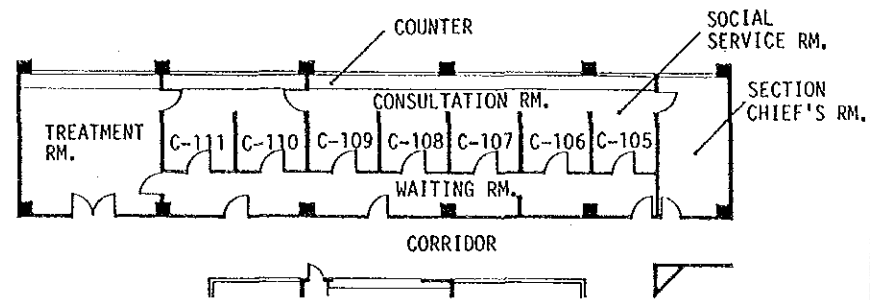 COUNTER
SOCIAL
SERVICE RM.
SECTION
CHIEF'S RM.
CONSULTATION RM.
TREATMENT
RM.
C-111 C-110 C-109 C-108 C-107 C-106 C-105
WAITING RM.
CORRIDOR